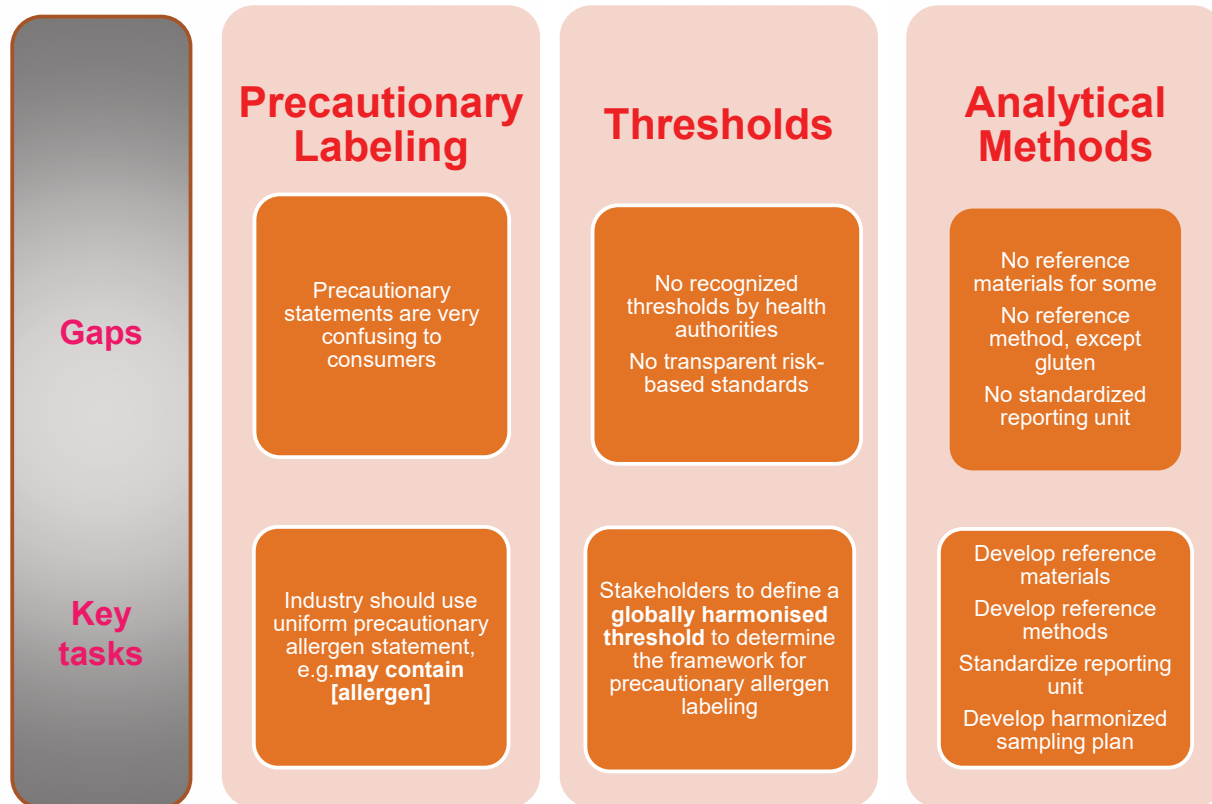 Precautionary
Labeling
Thresholds
Analytical
Methods
Gaps
Precautionary
statements are very
confusing to
consumers
No recognized
thresholds by health
authorities
No transparent risk-
based standards
No reference
materials for some
No reference
method, except
gluten
No standardized
reporting unit
Key
tasks
Industry should use
uniform precautionary
allergen statement,
e.g.may contain
[allergen]
Stakeholders to define a
globally harmonised
threshold to determine
the framework for
precautionary allergen
labeling
Develop reference
materials
Develop reference
methods
Standardize reporting
unit
Develop harmonized
sampling plan